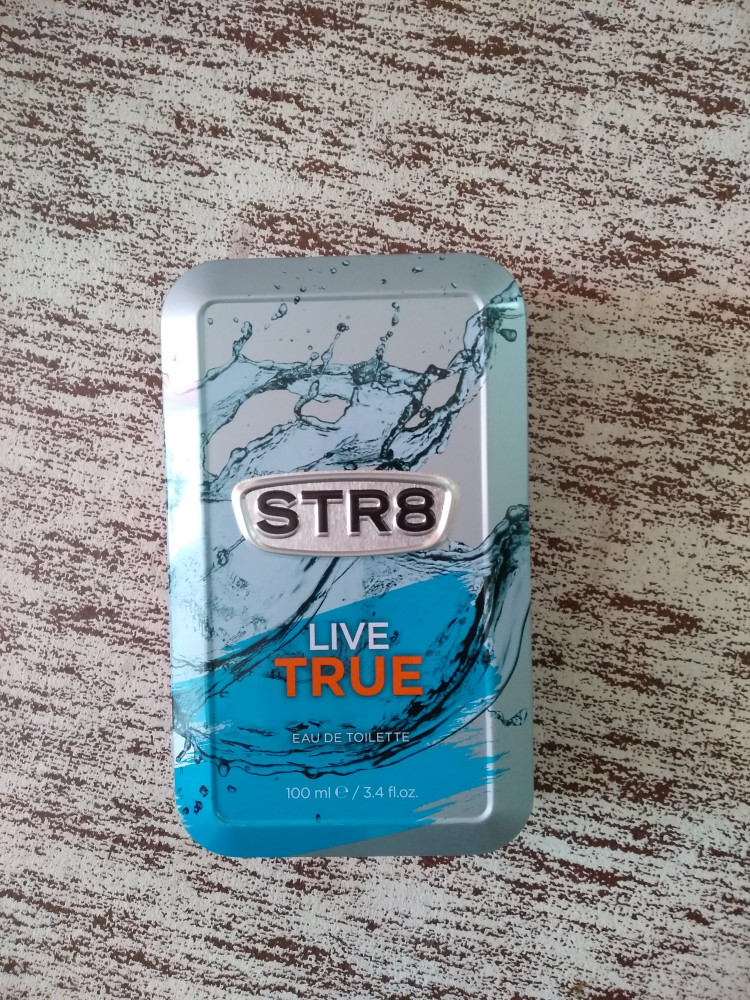 STR8
LIVE
TRUE
EAU DE TOILETTE
100 ml ℮ / 3.4 fl.oz.